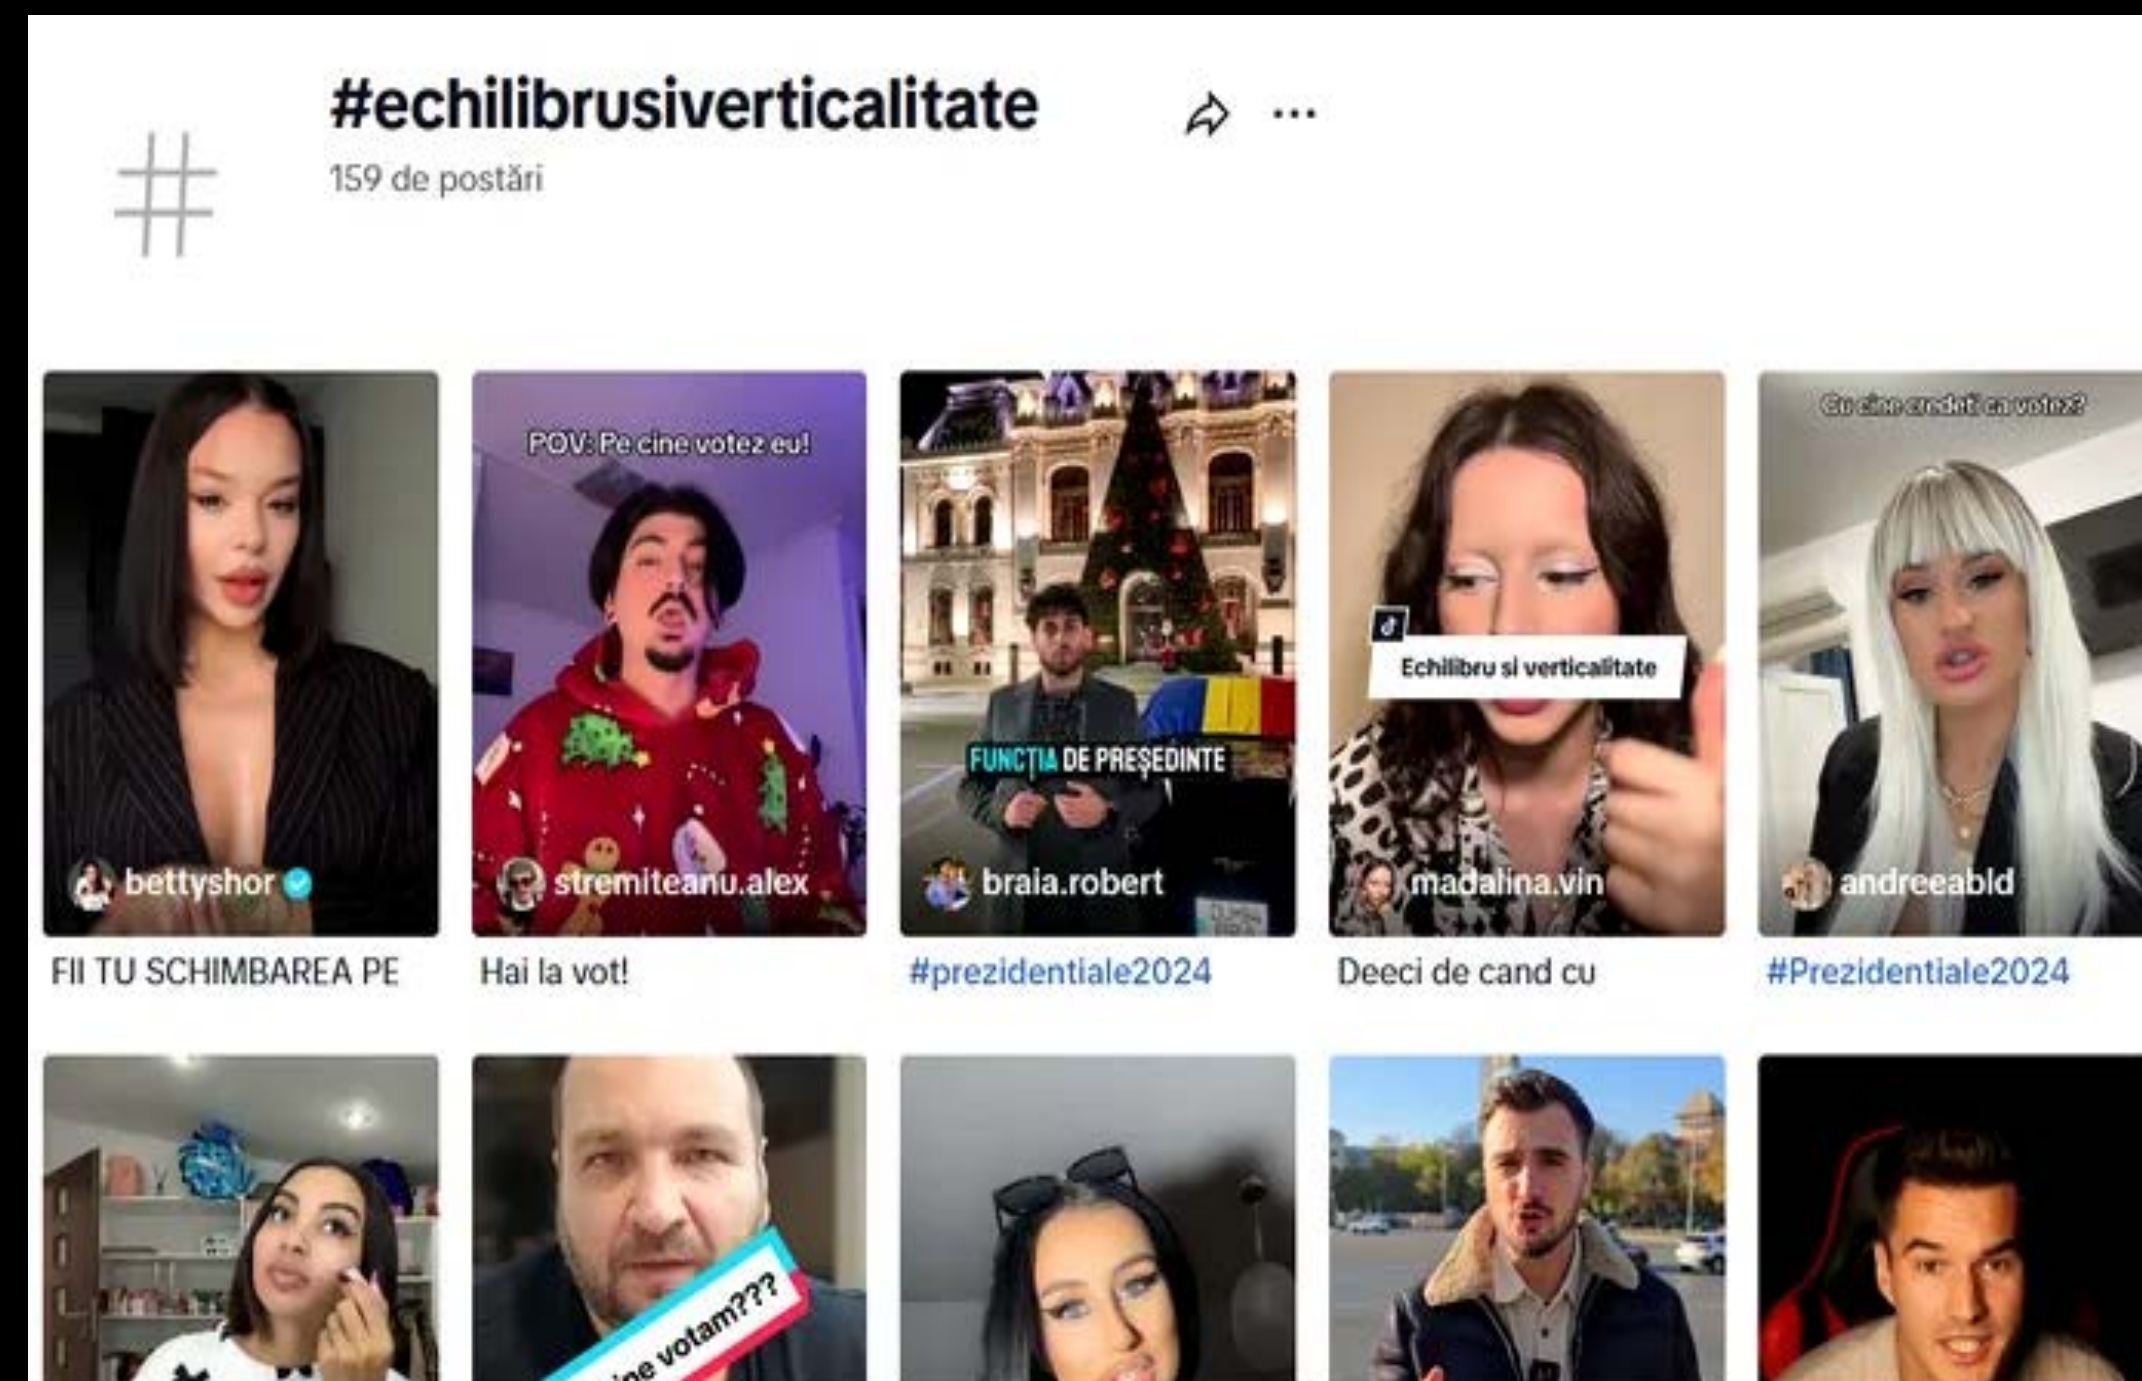 #echilibrusiverticalitate
159 de postări
POV: Pe cine votez eu!
FUNCȚIA DE PREȘEDINTE
Echilibru si verticalitate
Cu cine credeti ca votez?
bettyshor
stremiteanu.alex
braia.robert
madalina.vin
andreeabld
FII TU SCHIMBAREA PE
Hai la vot!
#prezidentiale2024
Deeci de cand cu
#Prezidentiale2024
votam???